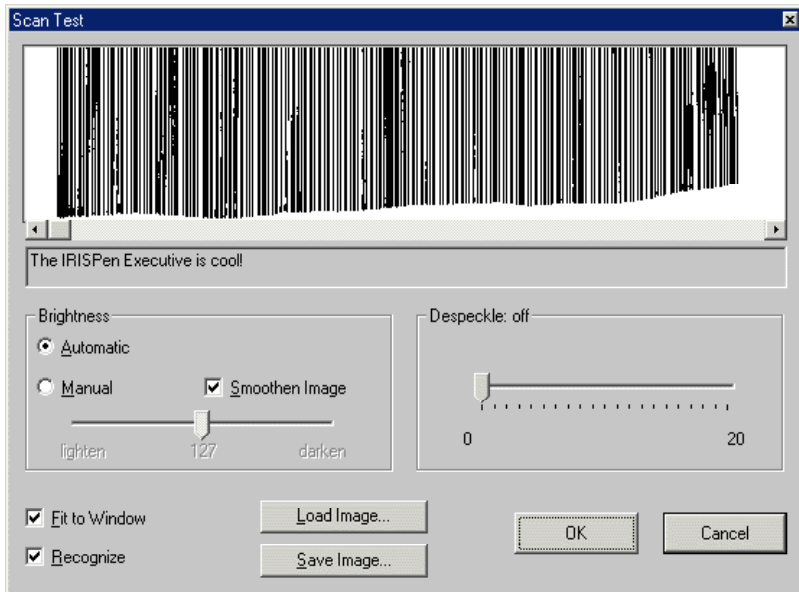 Scan Test
The IRISPen Executive is cool!
Brightness
Automatic
Manual
Smoothen Image
lighten 127 darken
Despeckle: off
0 20
Fit to Window
Recognize
Load Image...
Save Image...
OK
Cancel